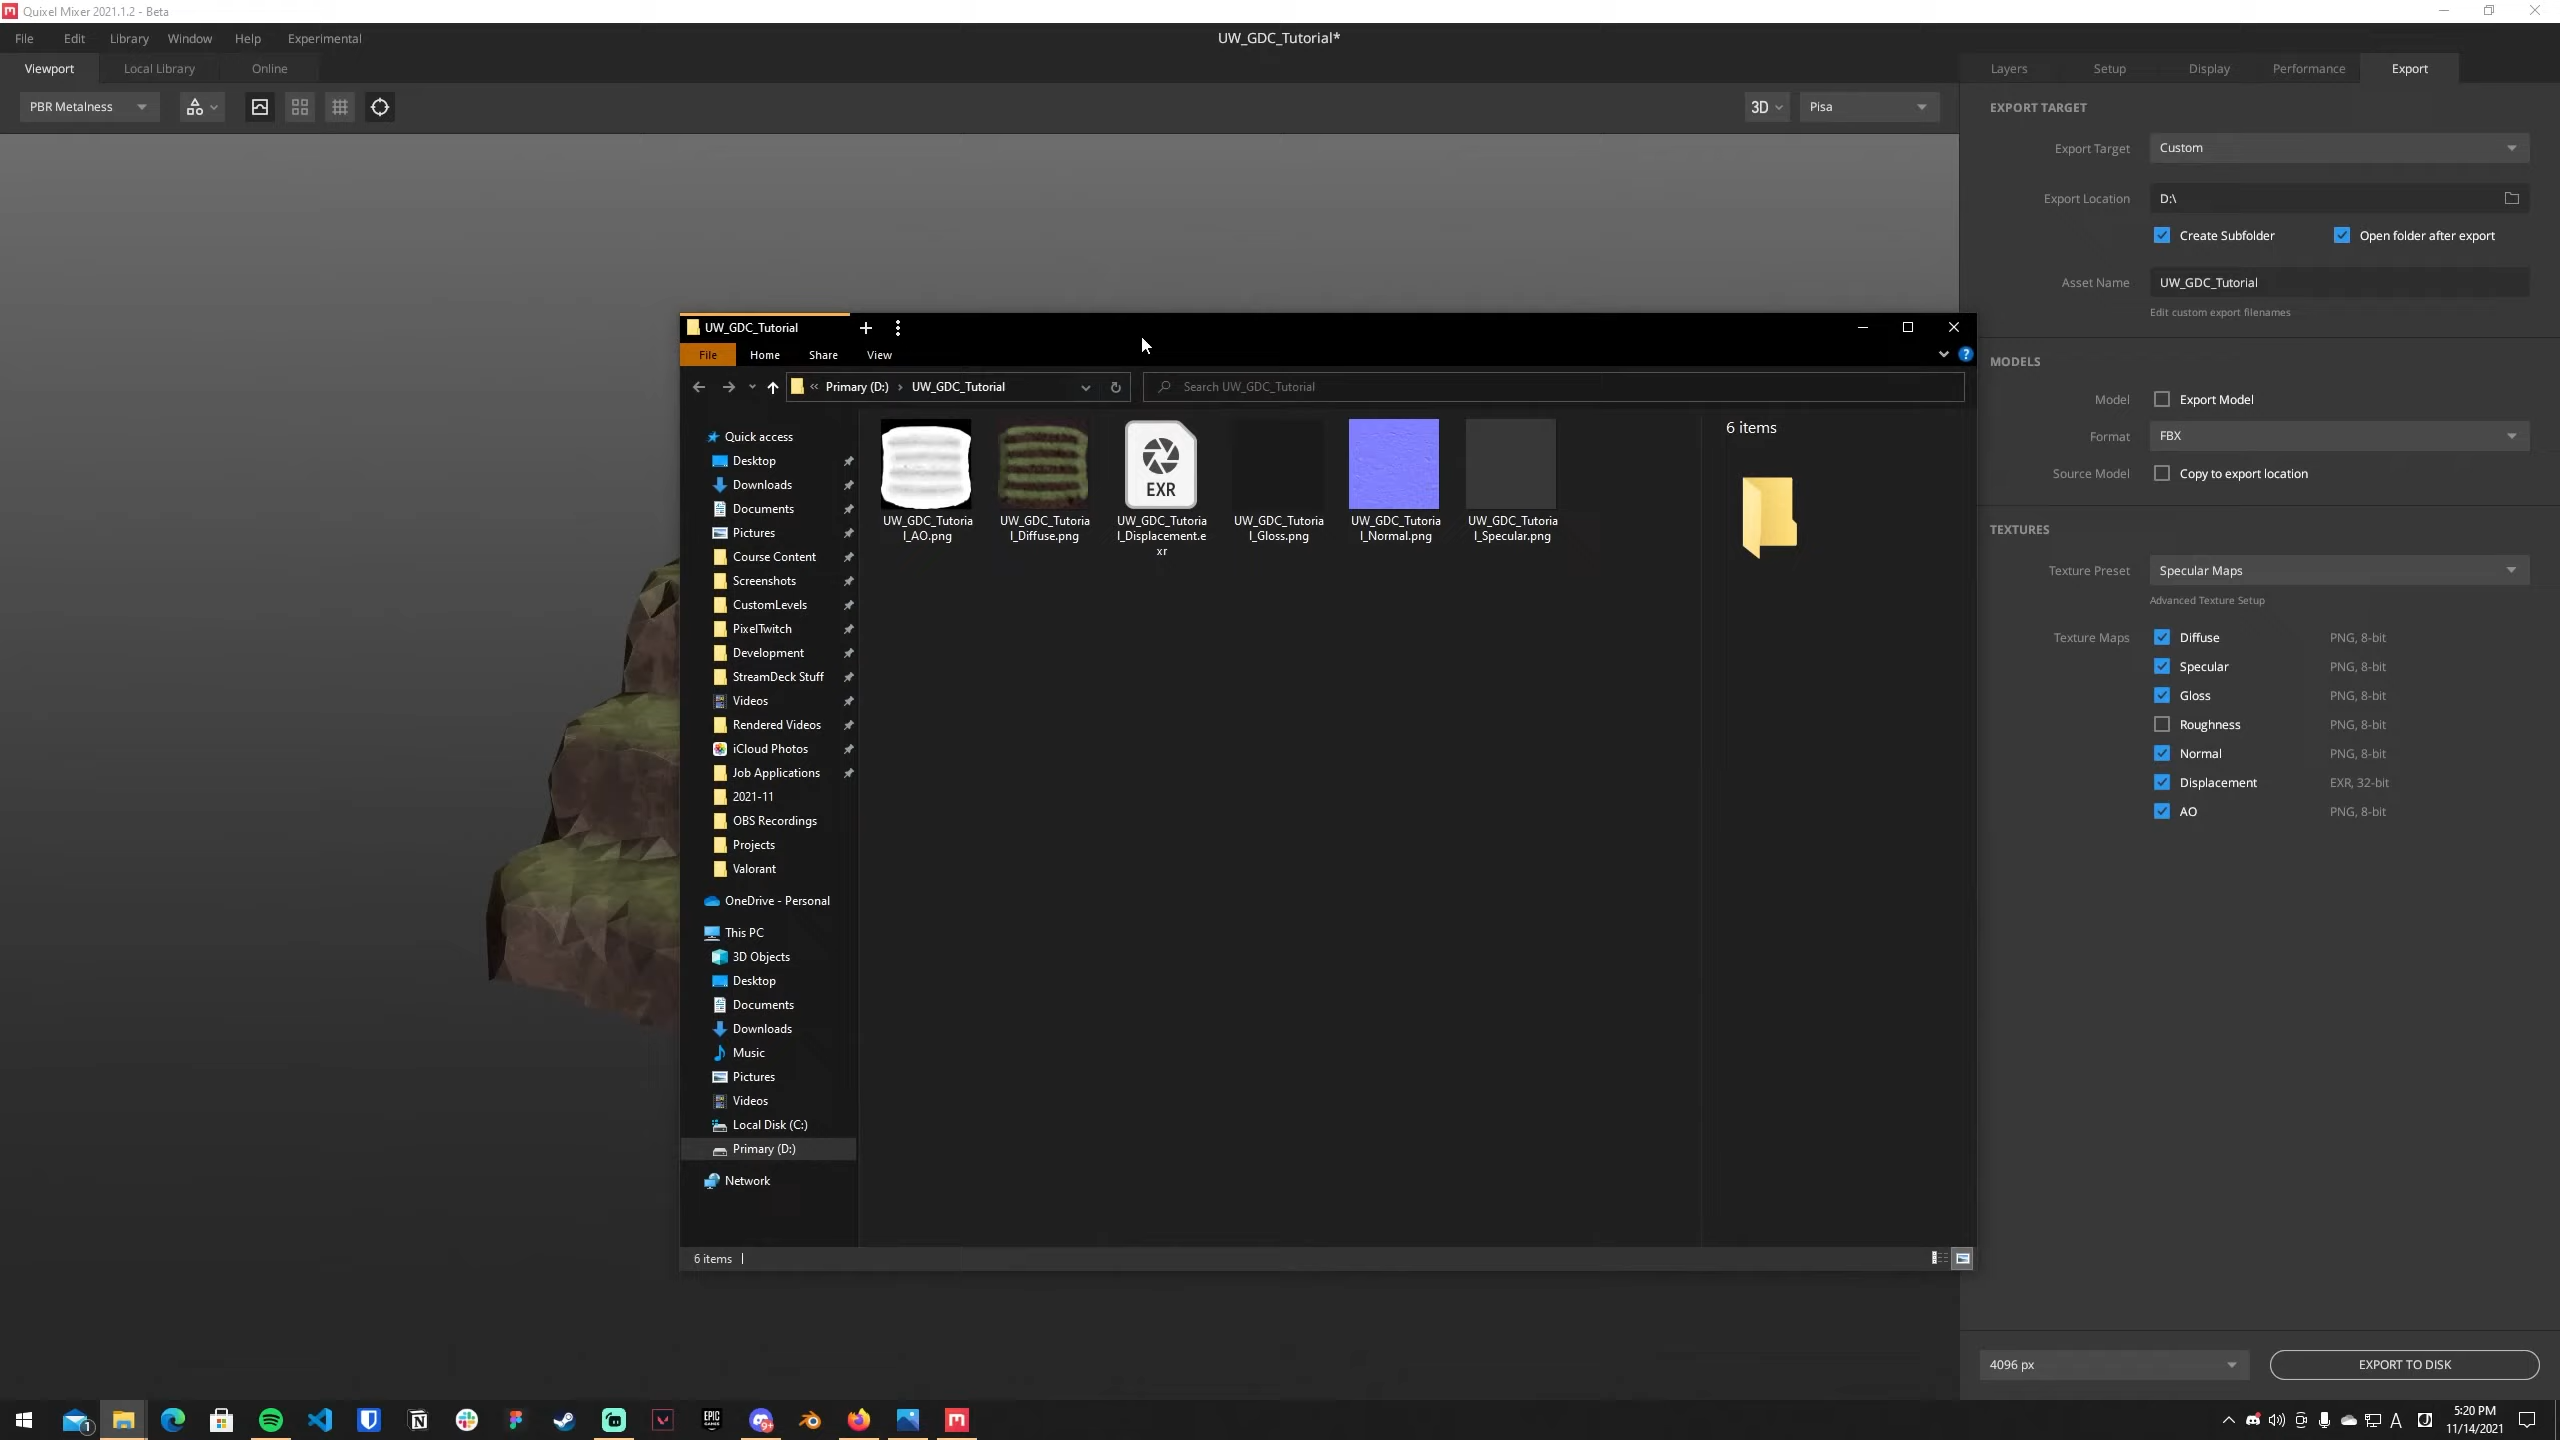 Quixel Mixer 2021.1.2 - Beta
File Edit Library Window Help Experimental
UW_GDC_Tutorial*
Viewport Local Library Online
Layers Setup Display Performance Export
PBR Metalness
3D Pisa
EXPORT TARGET
Export Target Custom
Export Location D:\
Create Subfolder Open folder after export
Asset Name UW_GDC_Tutorial
Edit custom export filenames
MODELS
Model Export Model
Format FBX
Source Model Copy to export location
TEXTURES
Texture Preset Specular Maps
Advanced Texture Setup
Texture Maps Diffuse PNG, 8-bit
Specular PNG, 8-bit
Gloss PNG, 8-bit
Roughness PNG, 8-bit
Normal PNG, 8-bit
Displacement EXR, 32-bit
AO PNG, 8-bit
4096 px EXPORT TO DISK
UW_GDC_Tutorial
File Home Share View
« Primary (D:) › UW_GDC_Tutorial
Search UW_GDC_Tutorial
Quick access
Desktop
Downloads
Documents
Pictures
Course Content
Screenshots
CustomLevels
PixelTwitch
Development
StreamDeck Stuff
Videos
Rendered Videos
iCloud Photos
Job Applications
2021-11
OBS Recordings
Projects
Valorant
OneDrive - Personal
This PC
3D Objects
Desktop
Documents
Downloads
Music
Pictures
Videos
Local Disk (C:)
Primary (D:)
Network
EXR
UW_GDC_Tutoria
l_AO.png
UW_GDC_Tutoria
l_Diffuse.png
UW_GDC_Tutoria
l_Displacement.e
xr
UW_GDC_Tutoria
l_Gloss.png
UW_GDC_Tutoria
l_Normal.png
UW_GDC_Tutoria
l_Specular.png
6 items
6 items
1
EPIC
GAMES
9+
A
5:20 PM
11/14/2021